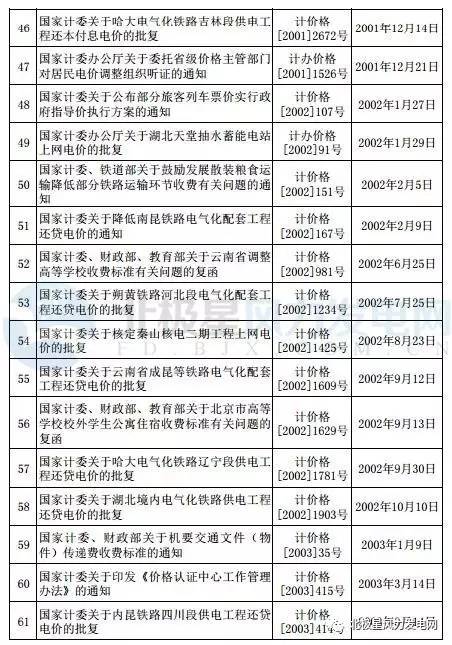 46 国家计委关于哈大电气化铁路吉林段供电工程还本付息电价的批复 计价格[2001]2672号 2001年12月14日
47 国家计委办公厅关于委托省级价格主管部门对居民电价调整组织听证的通知 计办价格[2001]1526号 2001年12月21日
48 国家计委关于公布部分旅客列车票价实行政府指导价执行方案的通知 计价格[2002]107号 2002年1月27日
49 国家计委办公厅关于湖北天堂抽水蓄能电站上网电价的批复 计办价格[2002]91号 2002年1月29日
50 国家计委、铁道部关于鼓励发展散装粮食运输降低部分铁路运输环节收费有关问题的通知 计价格[2002]151号 2002年2月5日
51 国家计委关于降低南昆铁路电气化配套工程还贷电价的通知 计价格[2002]167号 2002年2月9日
52 国家计委、财政部、教育部关于云南省调整高等学校收费标准有关问题的复函 计价格[2002]981号 2002年6月25日
53 国家计委关于朔黄铁路河北段电气化配套工程还贷电价的批复 计价格[2002]1234号 2002年7月25日
54 国家计委关于核定秦山核电二期工程上网电价的批复 计价格[2002]1425号 2002年8月23日
55 国家计委关于云南省成昆等铁路电气化配套工程还贷电价的批复 计价格[2002]1609号 2002年9月12日
56 国家计委、财政部、教育部关于北京市高等学校校外学生公寓住宿收费标准有关问题的复函 计价格[2002]1629号 2002年9月13日
57 国家计委关于哈大电气化铁路辽宁段供电工程还贷电价的批复 计价格[2002]1781号 2002年9月30日
58 国家计委关于湖北境内电气化铁路供电工程还贷电价的批复 计价格[2002]1903号 2002年10月10日
59 国家计委、财政部关于机要交通文件（物件）传递费收费标准的通知 计价格[2003]35号 2003年1月9日
60 国家计委关于印发《价格认证中心工作管理办法》的通知 计价格[2003]415号 2003年3月14日
61 国家计委关于内昆铁路四川段供电工程还贷电价的批复 计价格[2003]414号
北极星风力发电网